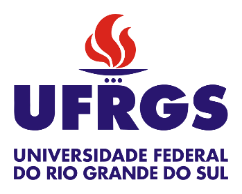 UFRGS
UNIVERSIDADE FEDERAL
DO RIO GRANDE DO SUL